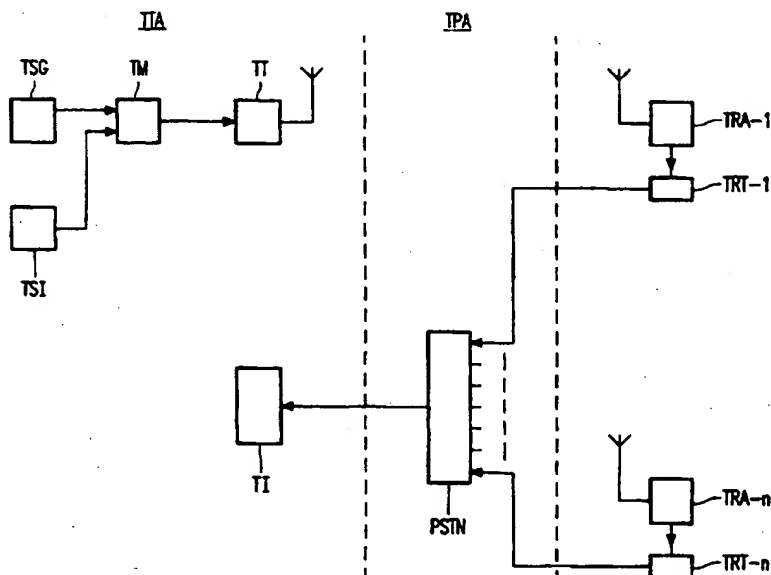 TTA
TPA
TSG
TM
TT
TRA-1
TRT-1
TSI
TI
PSTN
TRA-n
TRT-n